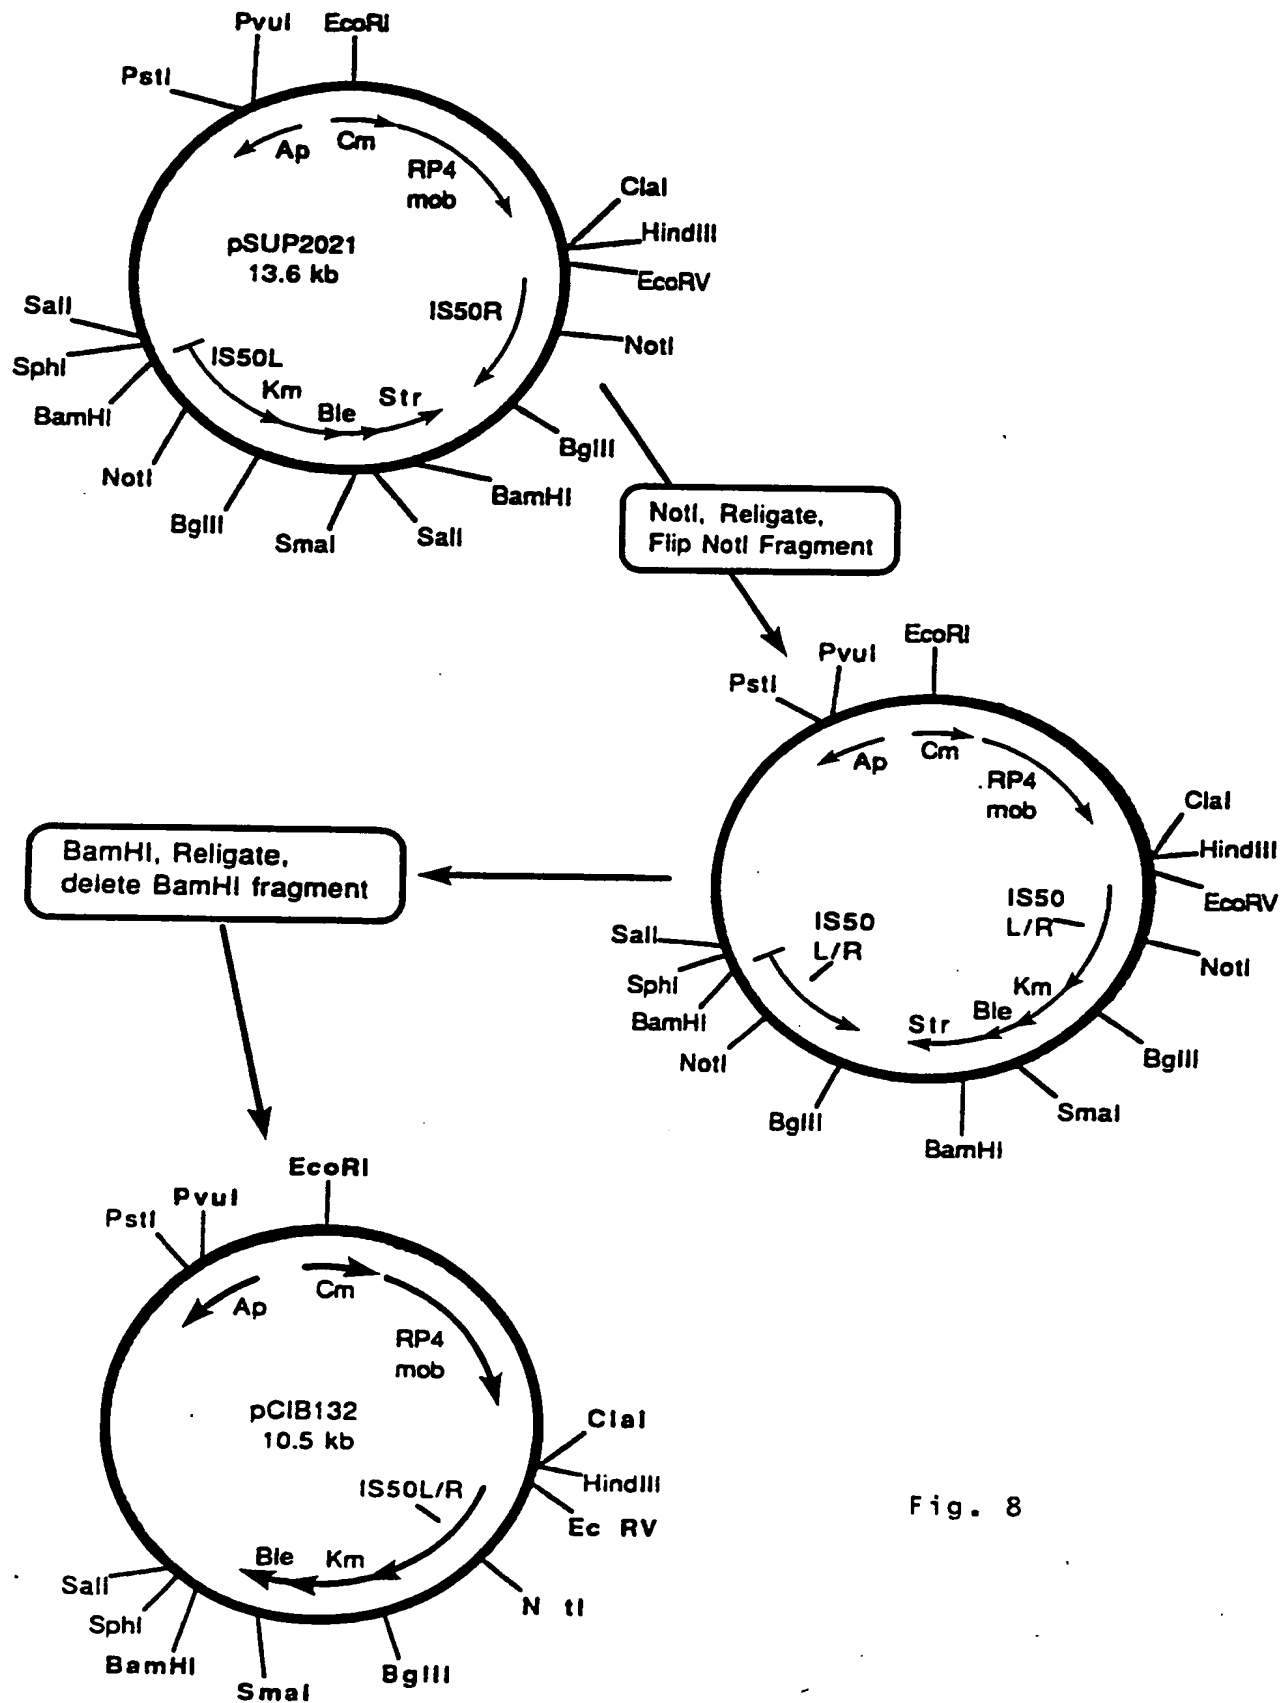 PvuI
EcoRI
PstI
Ap
Cm
RP4
mob
ClaI
HindIII
EcoRV
pSUP2021
13.6 kb
IS50R
NotI
SalI
SphI
BamHI
IS50L
Km
Ble
Str
NotI
BglII
SmaI
SalI
BamHI
BglII
NotI, Religate,
Flip NotI Fragment
EcoRI
PvuI
PstI
Ap
Cm
RP4
mob
ClaI
HindIII
EcoRV
IS50
L/R
IS50
L/R
NotI
SalI
SphI
BamHI
NotI
Km
Ble
Str
BglII
SmaI
BglII
BamHI
BamHI, Religate,
delete BamHI fragment
EcoRI
PvuI
PstI
Ap
Cm
RP4
mob
pCIB132
10.5 kb
ClaI
HindIII
Ec RV
IS50L/R
Ble
Km
N tI
SalI
SphI
BamHI
SmaI
BglII
Fig. 8